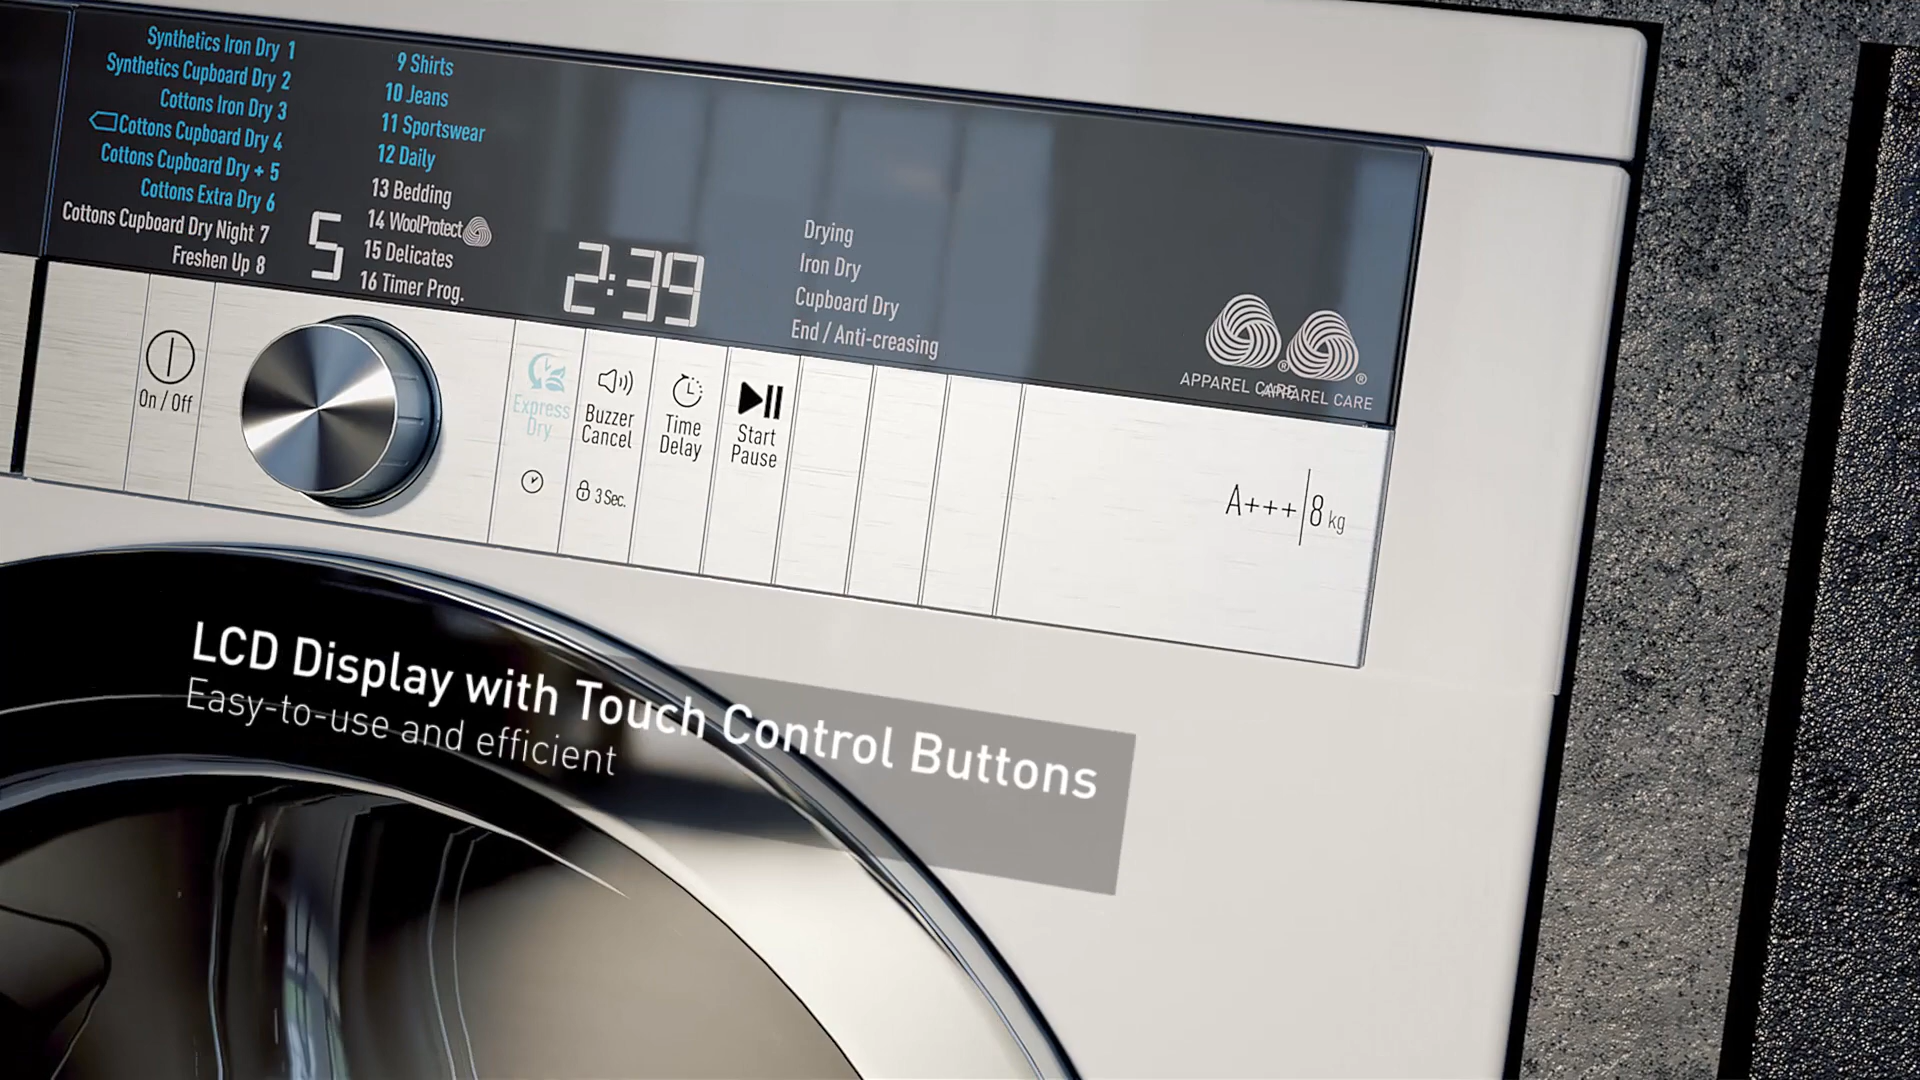 Synthetics Iron Dry 1
Synthetics Cupboard Dry 2
Cottons Iron Dry 3
Cottons Cupboard Dry 4
Cottons Cupboard Dry + 5
Cottons Extra Dry 6
Cottons Cupboard Dry Night 7
Freshen Up 8
5
9 Shirts
10 Jeans
11 Sportswear
12 Daily
13 Bedding
14 WoolProtect
15 Delicates
16 Timer Prog.
2:39
Drying
Iron Dry
Cupboard Dry
End / Anti-creasing
APPAREL CARE
APPAREL CARE
On / Off
Express
Dry
Buzzer
Cancel
3 Sec.
Time
Delay
Start
Pause
A+++ 8 kg
LCD Display with Touch Control Buttons
Easy-to-use and efficient